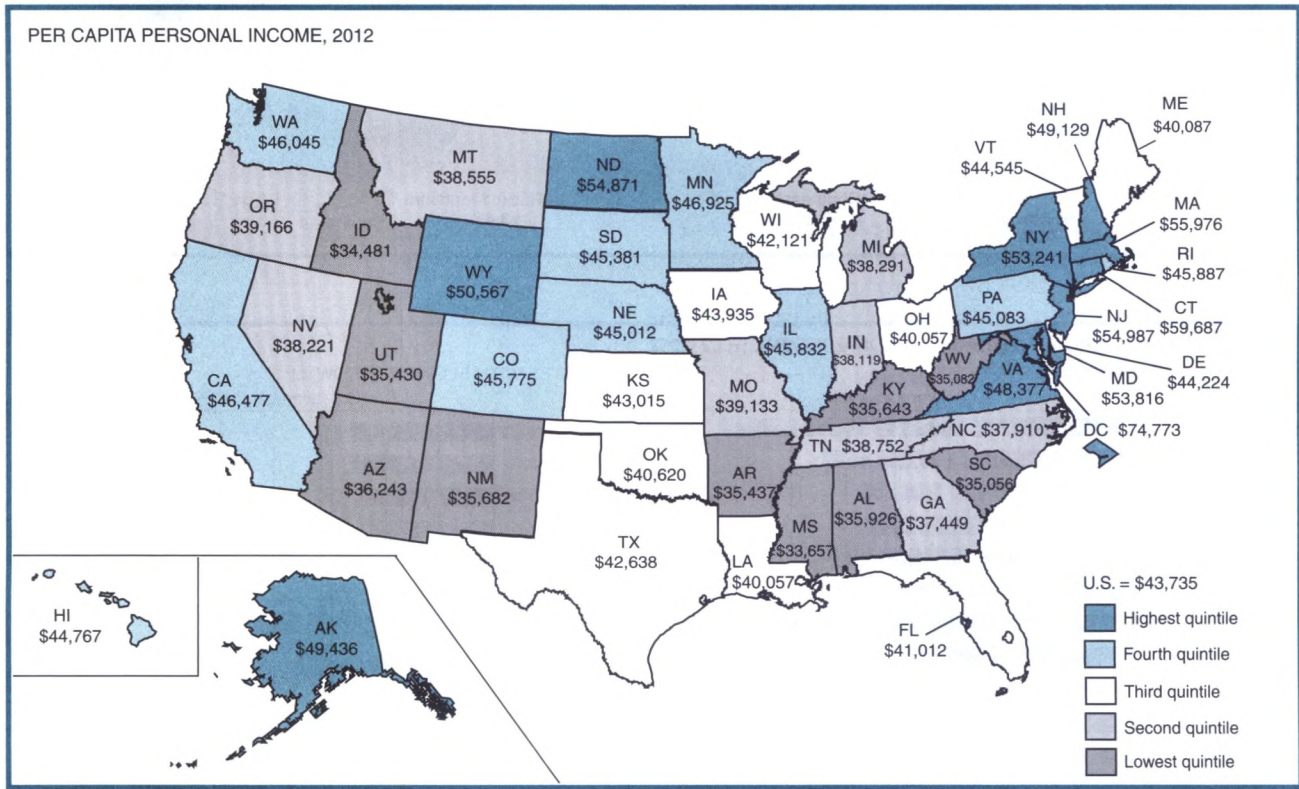 PER CAPITA PERSONAL INCOME, 2012
WA
$46,045
MT
$38,555
ND
$54,871
MN
$46,925
VT
$44,545
NH
$49,129
ME
$40,087
OR
$39,166
ID
$34,481
WY
$50,567
SD
$45,381
WI
$42,121
MI
$38,291
NY
$53,241
MA
$55,976
RI
$45,887
CT
$59,687
NV
$38,221
UT
$35,430
CO
$45,775
NE
$45,012
IA
$43,935
IL
$45,832
IN
$38,119
OH
$40,057
PA
$45,083
NJ
$54,987
DE
$44,224
MD
$53,816
DC $74,773
CA
$46,477
KS
$43,015
MO
$39,133
KY
$35,643
WV
$35,082
VA
$48,377
AZ
$36,243
NM
$35,682
OK
$40,620
AR
$35,437
TN $38,752
NC $37,910
SC
$35,056
TX
$42,638
LA
$40,057
MS
$33,657
AL
$35,926
GA
$37,449
FL
$41,012
HI
$44,767
AK
$49,436
U.S. = $43,735
Highest quintile
Fourth quintile
Third quintile
Second quintile
Lowest quintile